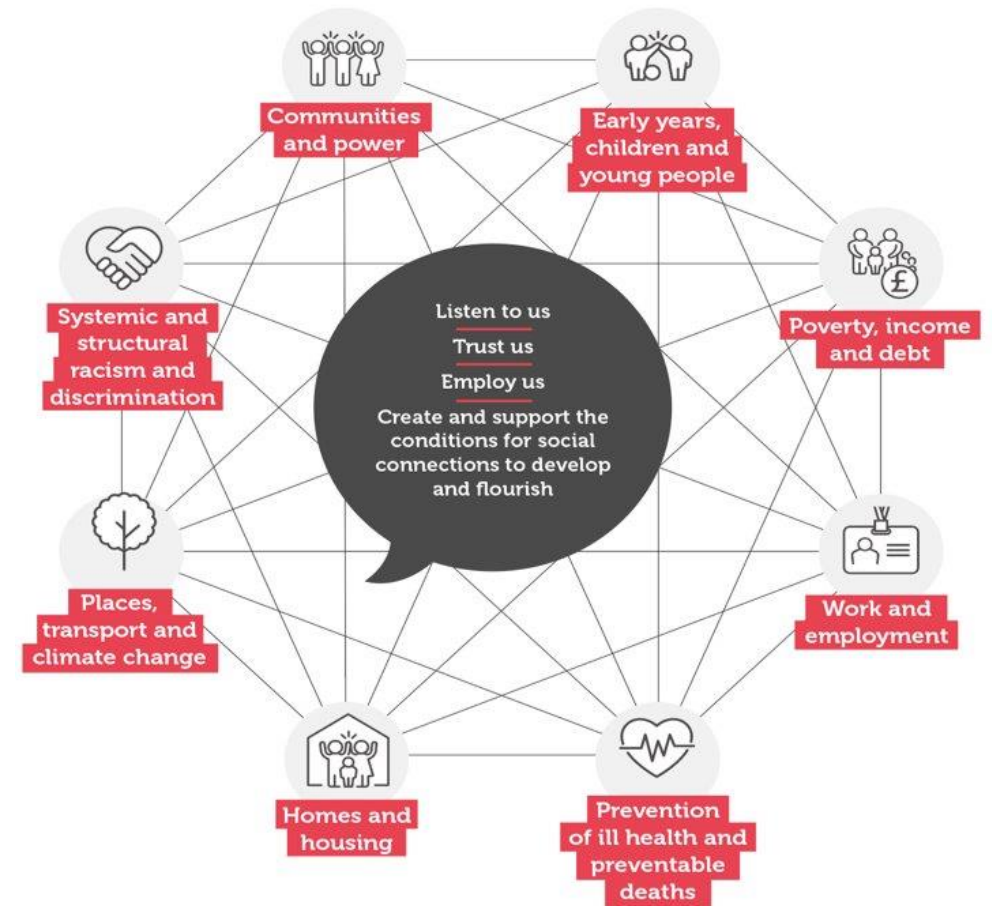 Communities
and power
Early years,
children and
young people
Systemic and
structural
racism and
discrimination
Listen to us
Trust us
Employ us
Create and support the
conditions for social
connections to develop
and flourish
£
Poverty, income
and debt
Places,
transport and
climate change
Work and
employment
Homes and
housing
Prevention
of ill health and
preventable
deaths